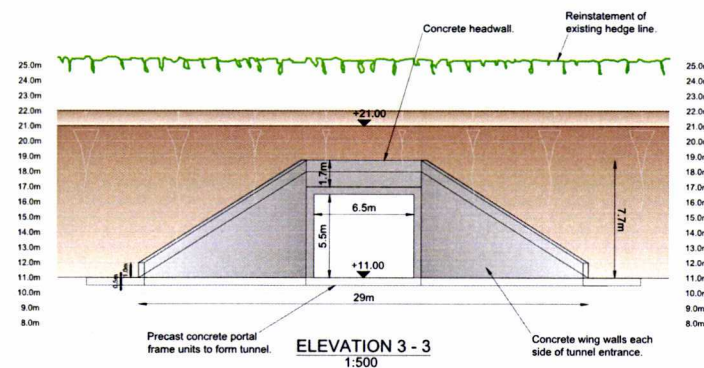 Concrete headwall.
Reinstatement of
existing hedge line.
25.0m
24.0m
23.0m
22.0m
21.0m
20.0m
19.0m
18.0m
17.0m
16.0m
15.0m
14.0m
13.0m
12.0m
11.0m
10.0m
9.0m
8.0m
+21.00
1.7m
6.5m
5.5m
7.7m
+11.00
1.0m
0.5m
29m
25.0m
24.0m
23.0m
22.0m
21.0m
20.0m
19.0m
18.0m
17.0m
16.0m
15.0m
14.0m
13.0m
12.0m
11.0m
10.0m
9.0m
8.0m
Precast concrete portal
frame units to form tunnel.
ELEVATION 3 - 3
1:500
Concrete wing walls each
side of tunnel entrance.